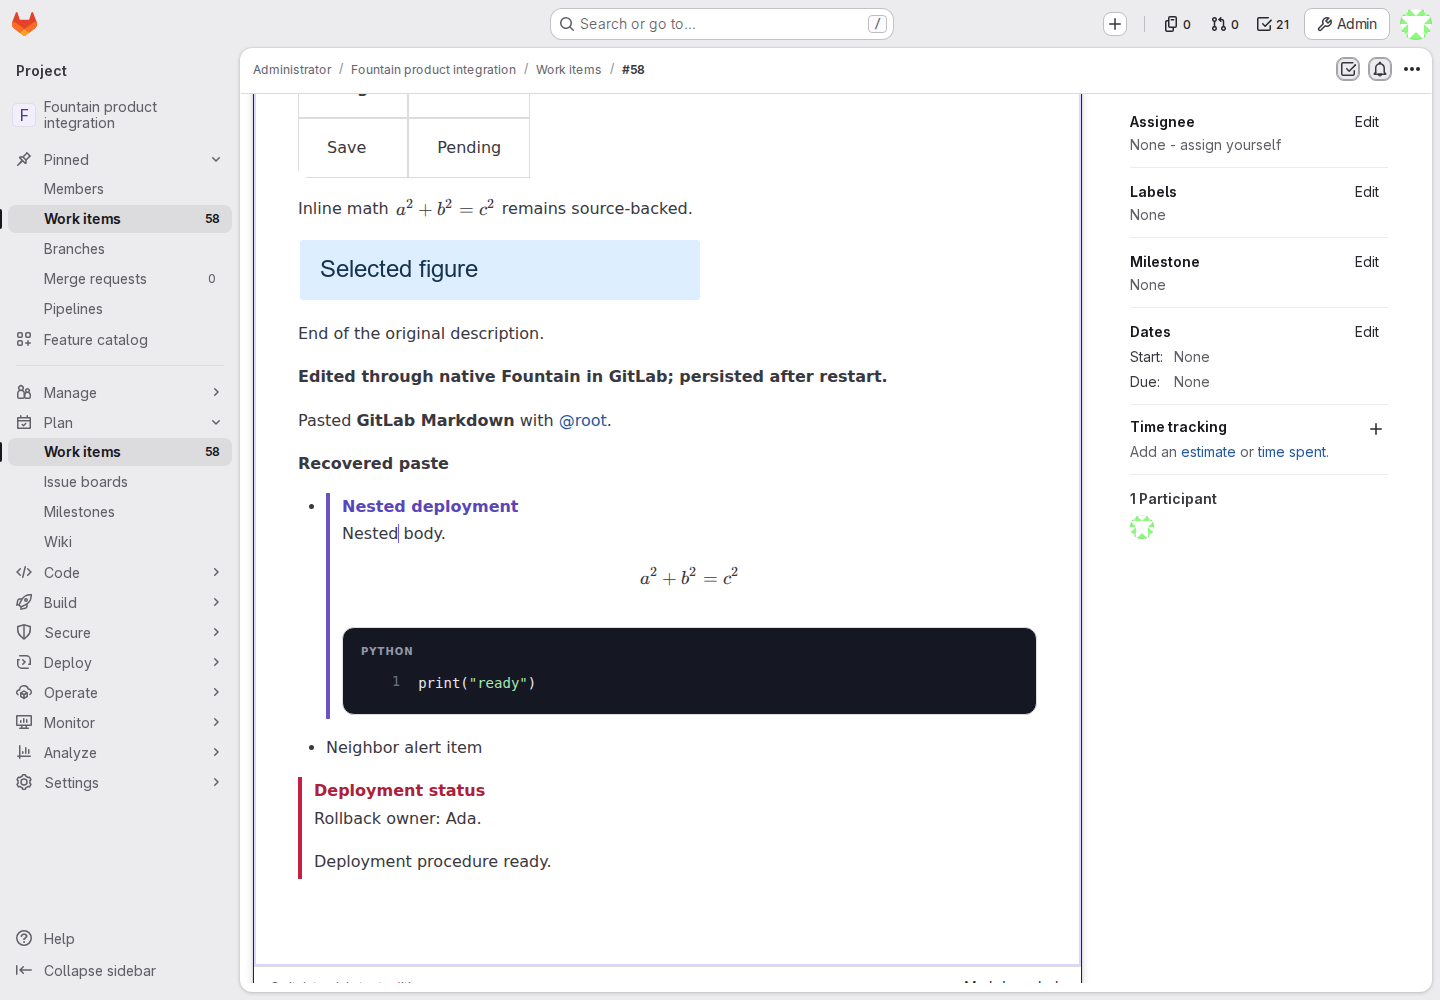 Search or go to...
/
0
0
21
Admin
Project
F
Fountain product integration
Pinned
Members
Work items 58
Branches
Merge requests 0
Pipelines
Feature catalog
Manage
Plan
Work items 58
Issue boards
Milestones
Wiki
Code
Build
Secure
Deploy
Operate
Monitor
Analyze
Settings
Help
Collapse sidebar
Administrator / Fountain product integration / Work items / #58
Save Pending
Inline math a² + b² = c² remains source-backed.
Selected figure
End of the original description.
Edited through native Fountain in GitLab; persisted after restart.
Pasted GitLab Markdown with @root.
Recovered paste
• Nested deployment
Nested body.
a² + b² = c²
PYTHON
1 print("ready")
• Neighbor alert item
Deployment status
Rollback owner: Ada.
Deployment procedure ready.
Assignee Edit
None - assign yourself
Labels Edit
None
Milestone Edit
None
Dates Edit
Start: None
Due: None
Time tracking
Add an estimate or time spent.
1 Participant